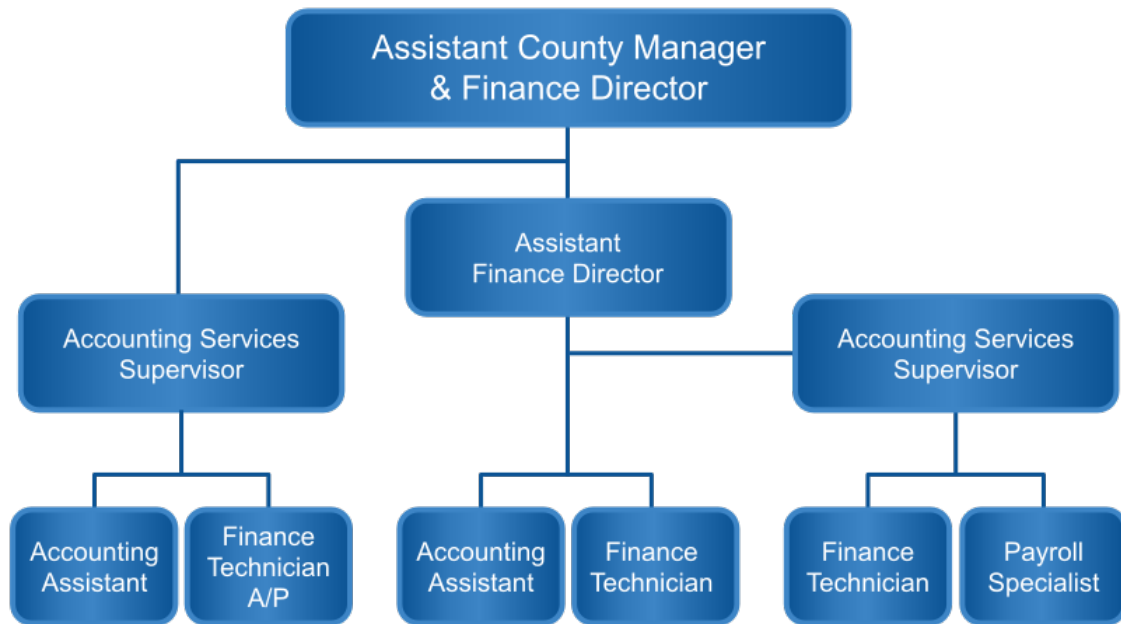 Assistant County Manager
& Finance Director
Assistant
Finance Director
Accounting Services
Supervisor
Accounting Services
Supervisor
Accounting
Assistant
Finance
Technician
A/P
Accounting
Assistant
Finance
Technician
Finance
Technician
Payroll
Specialist